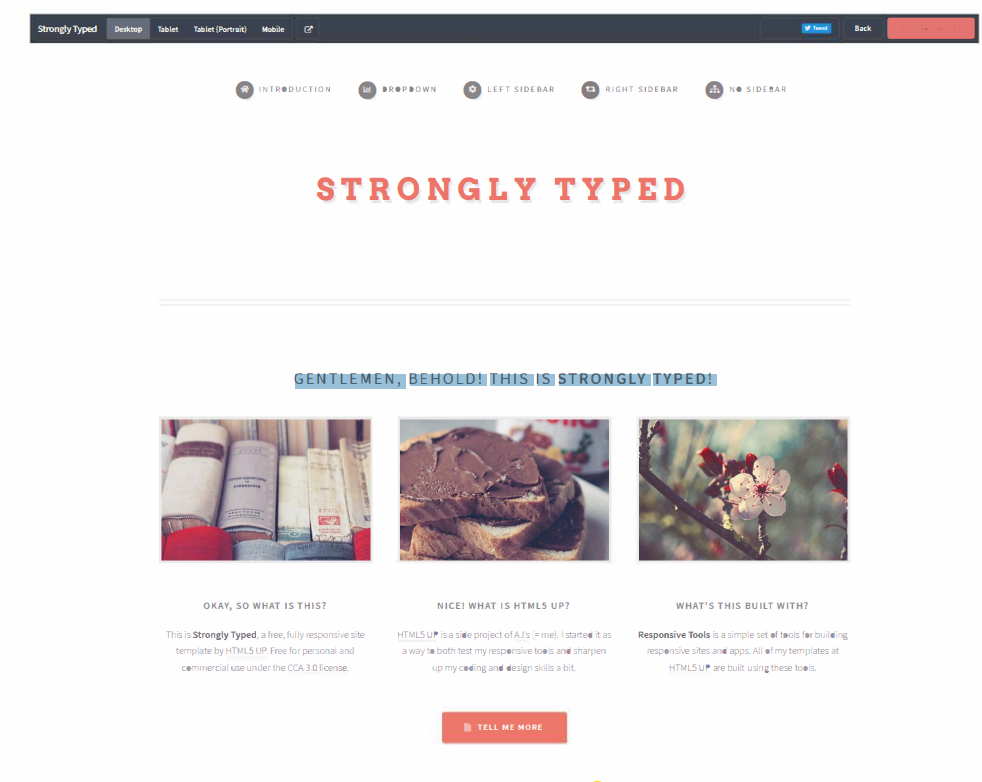 Strongly Typed Desktop Tablet Tablet (Portrait) Mobile Tweet Back
INTRODUCTION DROPDOWN LEFT SIDEBAR RIGHT SIDEBAR NO SIDEBAR
STRONGLY TYPED
GENTLEMEN, BEHOLD! THIS IS STRONGLY TYPED!
OKAY, SO WHAT IS THIS?
This is Strongly Typed, a free, fully responsive site
template by HTML5 UP. Free for personal and
commercial use under the CCA 3.0 license.
NICE! WHAT IS HTML5 UP?
HTML5 UP is a side project of AJ's (= me). I started it as
a way to both test my responsive tools and sharpen
up my coding and design skills a bit.
WHAT'S THIS BUILT WITH?
Responsive Tools is a simple set of tools for building
responsive sites and apps. All of my templates at
HTML5 UP are built using these tools.
TELL ME MORE